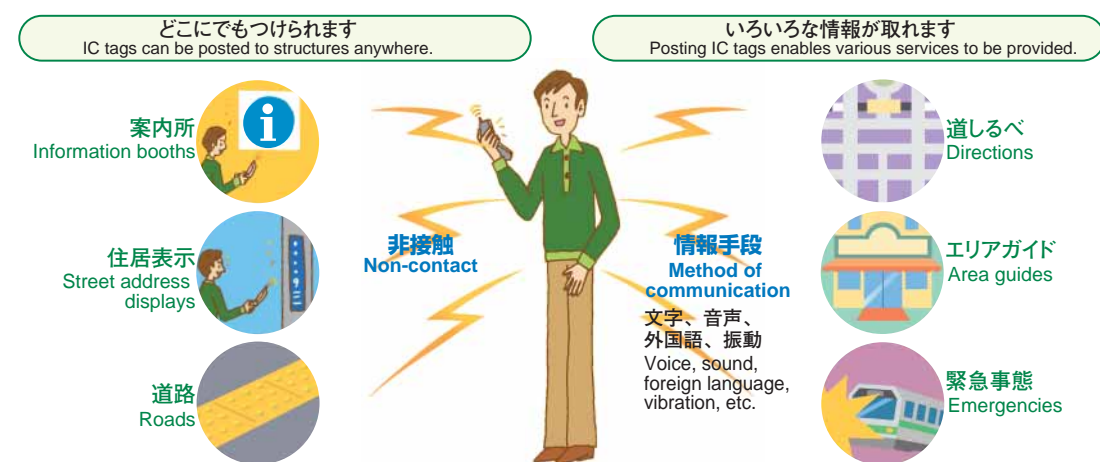 どこにでもつけられます
IC tags can be posted to structures anywhere.
いろいろな情報が取れます
Posting IC tags enables various services to be provided.
案内所
Information booths
i
住居表示
Street address
displays
道路
Roads
非接触
Non-contact
情報手段
Method of
communication
文字、音声、
外国語、振動
Voice, sound,
foreign language,
vibration, etc.
道しるべ
Directions
エリアガイド
Area guides
緊急事態
Emergencies